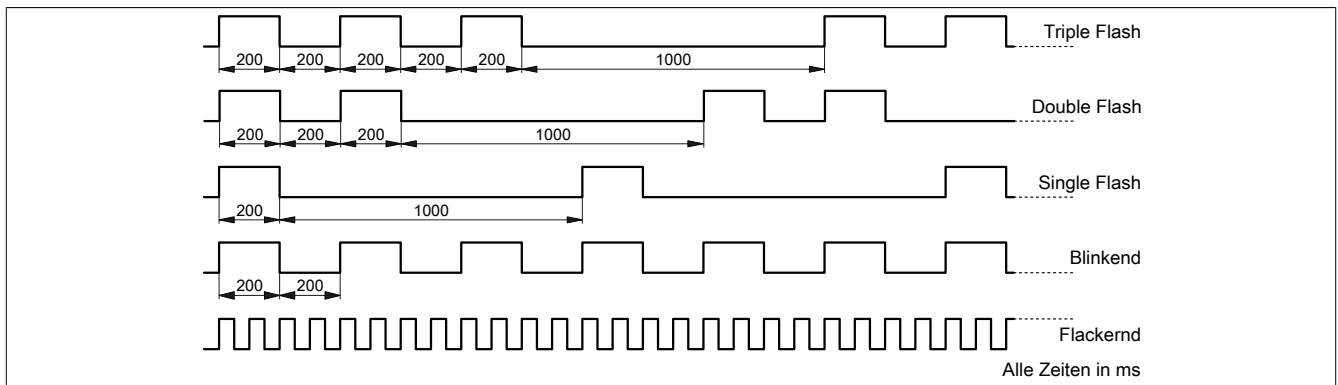 Triple Flash
200 200 200 200 200 1000
Double Flash
200 200 200 1000
Single Flash
200 1000
Blinkend
200 200
Flackernd
Alle Zeiten in ms